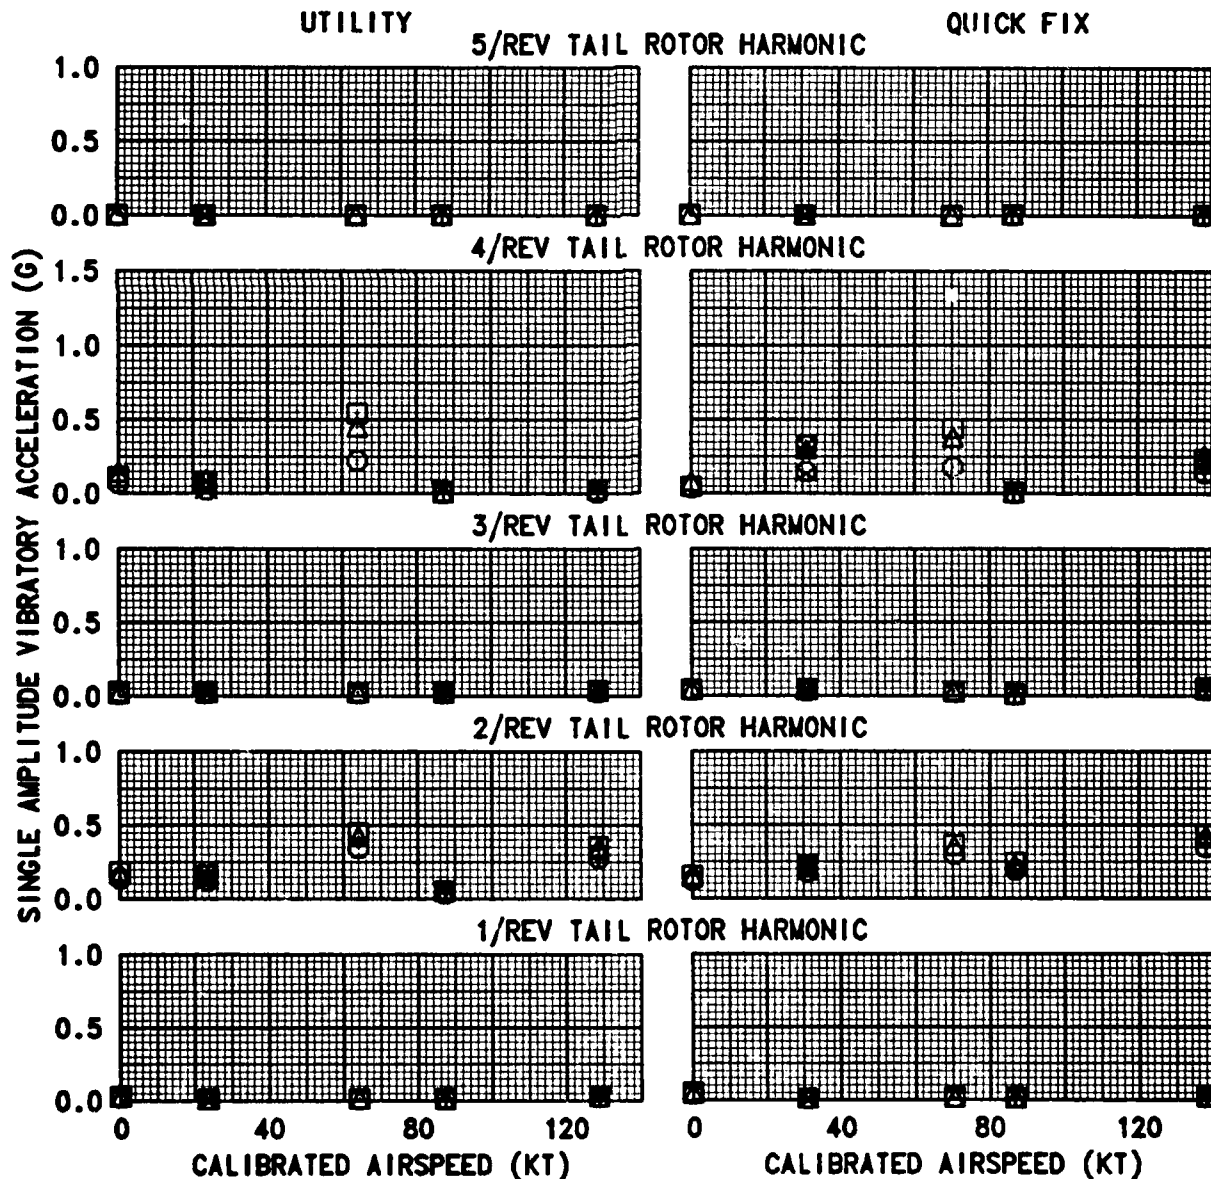 UTILITY QUICK FIX
5/REV TAIL ROTOR HARMONIC
1.0
0.5
0.0
4/REV TAIL ROTOR HARMONIC
1.5
1.0
0.5
0.0
3/REV TAIL ROTOR HARMONIC
1.0
0.5
0.0
2/REV TAIL ROTOR HARMONIC
1.0
0.5
0.0
1/REV TAIL ROTOR HARMONIC
1.0
0.5
0.0
SINGLE AMPLITUDE VIBRATORY ACCELERATION (G)
0 40 80 120 0 40 80 120
CALIBRATED AIRSPEED (KT) CALIBRATED AIRSPEED (KT)